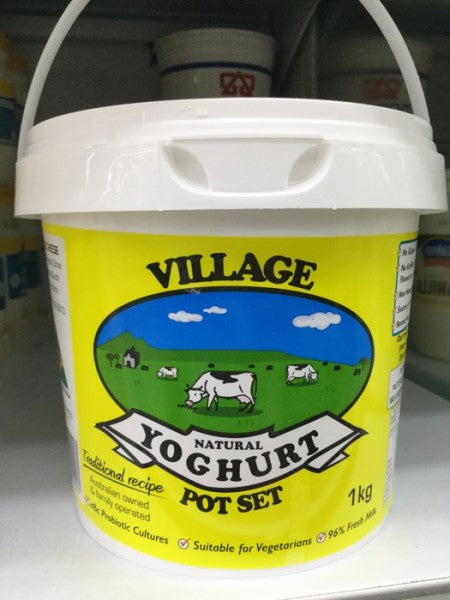 VILLAGE
NATURAL
YOGHURT
POT SET
Traditional recipe
Australian owned
& family operated
1kg
abc Probiotic Cultures
Suitable for Vegetarians
96% Fresh Milk